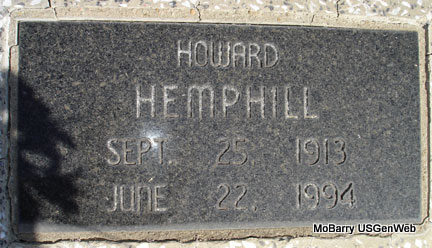 HOWARD
HEMPHILL
SEPT. 25, 1913
JUNE 22, 1994
MoBarry USGenWeb